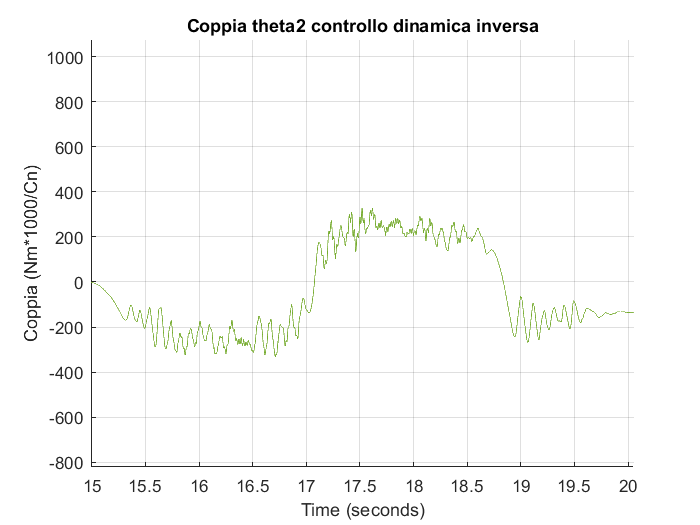 Coppia theta2 controllo dinamica inversa
Coppia (Nm*1000/Cn)
1000
800
600
400
200
0
-200
-400
-600
-800
15 15.5 16 16.5 17 17.5 18 18.5 19 19.5 20
Time (seconds)